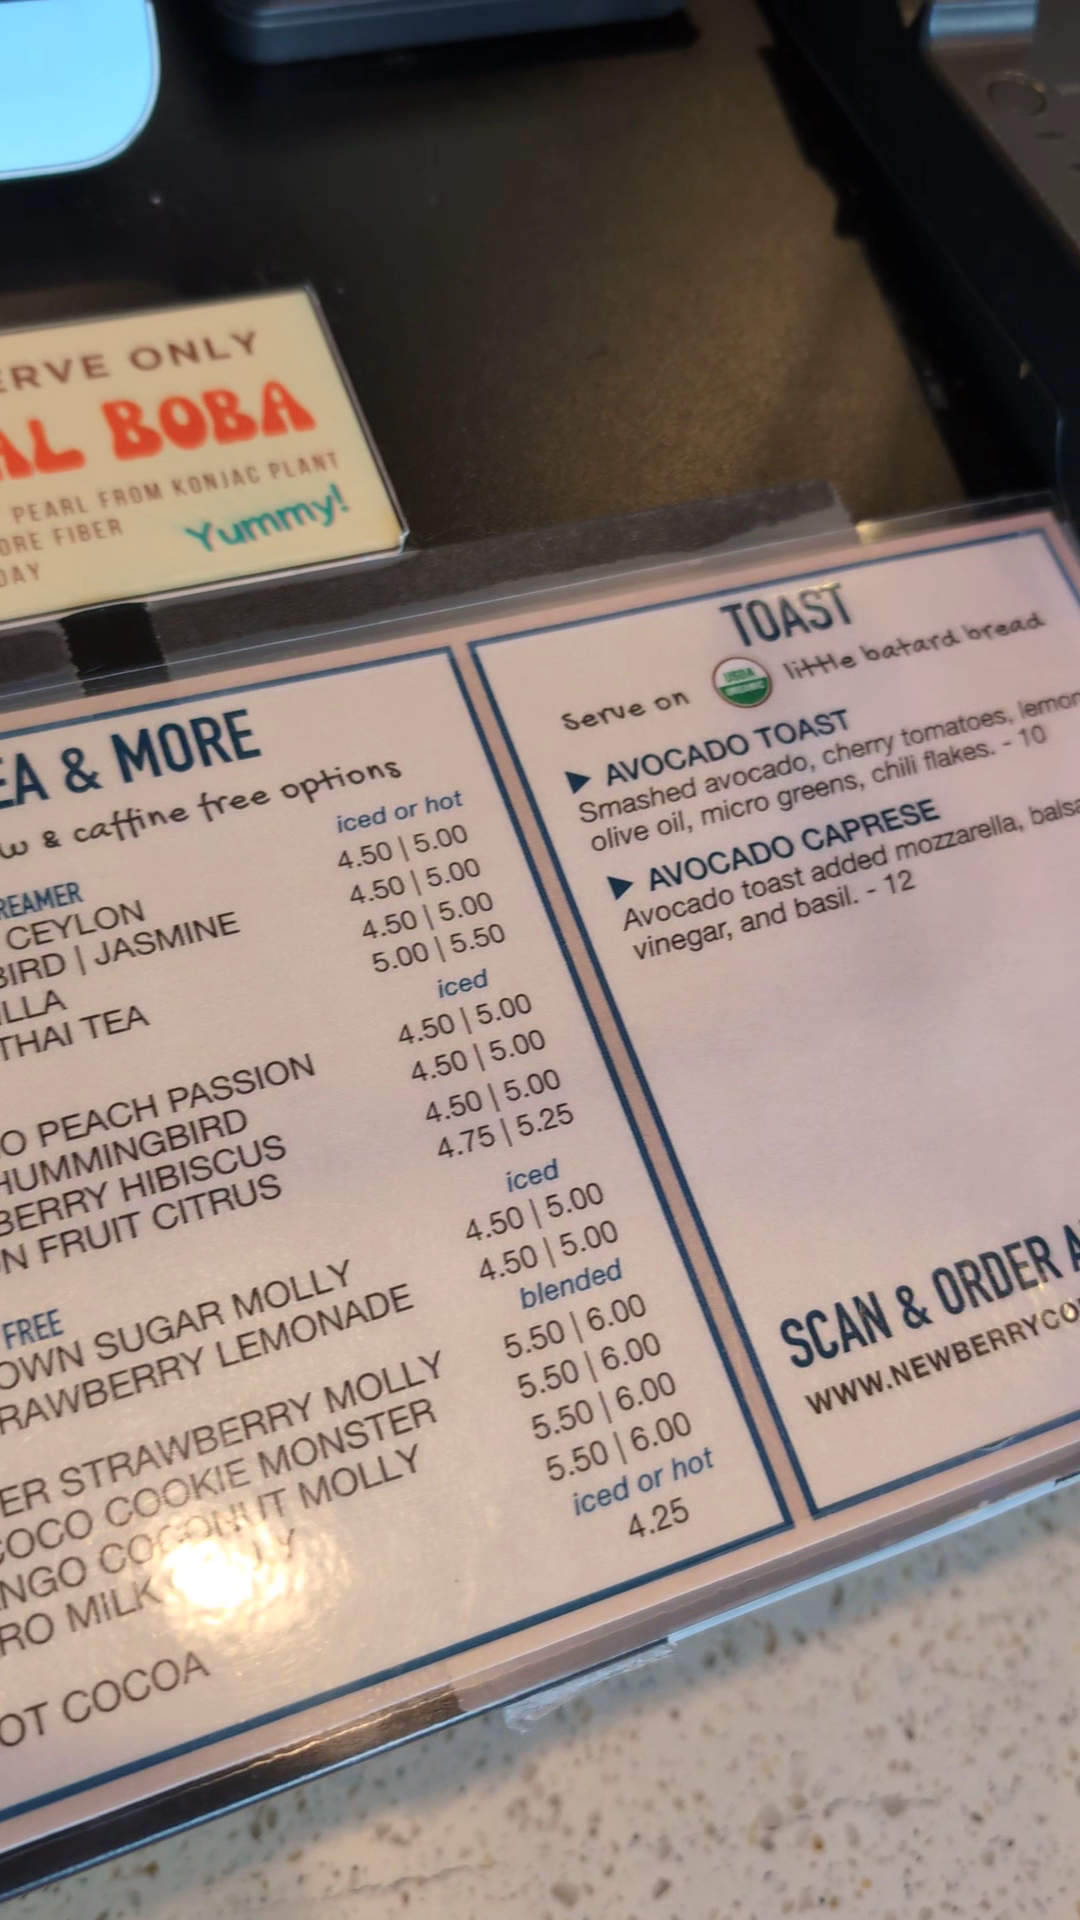 ERVE ONLY
AL BOBA
PEARL FROM KONJAC PLANT
ORE FIBER
Yummy!
DAY
EA & MORE
w & caffine free options
iced or hot
REAMER
4.50 | 5.00
CEYLON
4.50 | 5.00
BIRD | JASMINE
4.50 | 5.00
ILLA
5.00 | 5.50
THAI TEA
iced
4.50 | 5.00
O PEACH PASSION
4.50 | 5.00
HUMMINGBIRD
4.50 | 5.00
BERRY HIBISCUS
4.75 | 5.25
N FRUIT CITRUS
iced
FREE
4.50 | 5.00
OWN SUGAR MOLLY
4.50 | 5.00
RAWBERRY LEMONADE
blended
5.50 | 6.00
ER STRAWBERRY MOLLY
5.50 | 6.00
COCO COOKIE MONSTER
5.50 | 6.00
NGO COCONUT MOLLY
5.50 | 6.00
RO MILK
iced or hot
4.25
OT COCOA
TOAST
Serve on USDA ORGANIC little batard bread
▶ AVOCADO TOAST
Smashed avocado, cherry tomatoes, lemon
olive oil, micro greens, chili flakes. - 10
▶ AVOCADO CAPRESE
Avocado toast added mozzarella, balsa
vinegar, and basil. - 12
SCAN & ORDER A
WWW.NEWBERRYCO